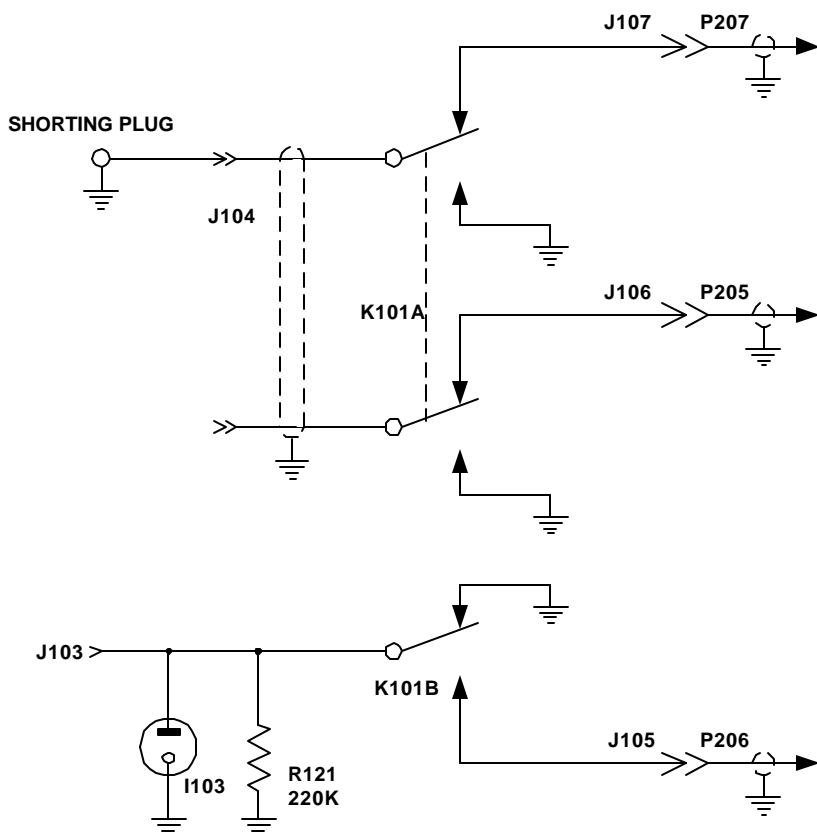 J107 P207
SHORTING PLUG
J104
J106 P205
K101A
J103
K101B
J105 P206
I103
R121
220K